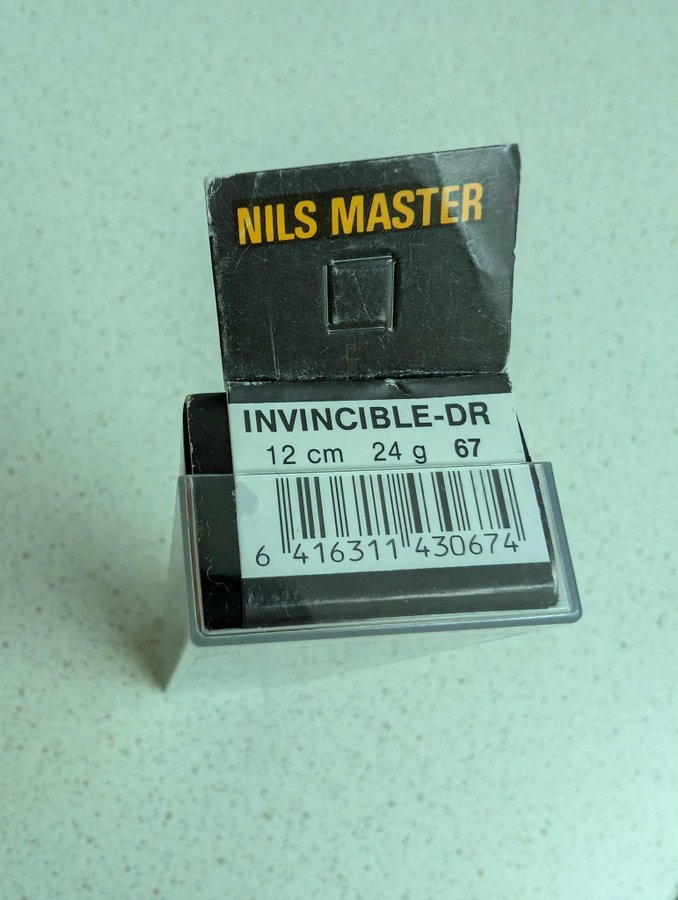 NILS MASTER
INVINCIBLE-DR
12 cm 24 g 67
6 416311 430674